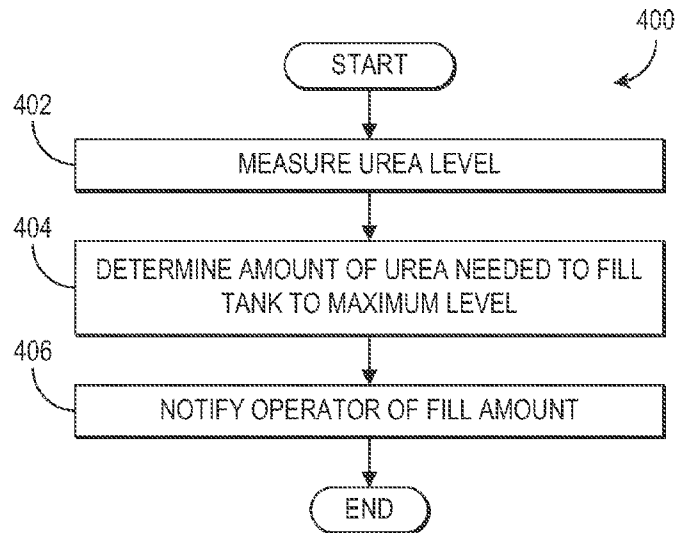 400
START
402
MEASURE UREA LEVEL
404
DETERMINE AMOUNT OF UREA NEEDED TO FILL
TANK TO MAXIMUM LEVEL
406
NOTIFY OPERATOR OF FILL AMOUNT
END